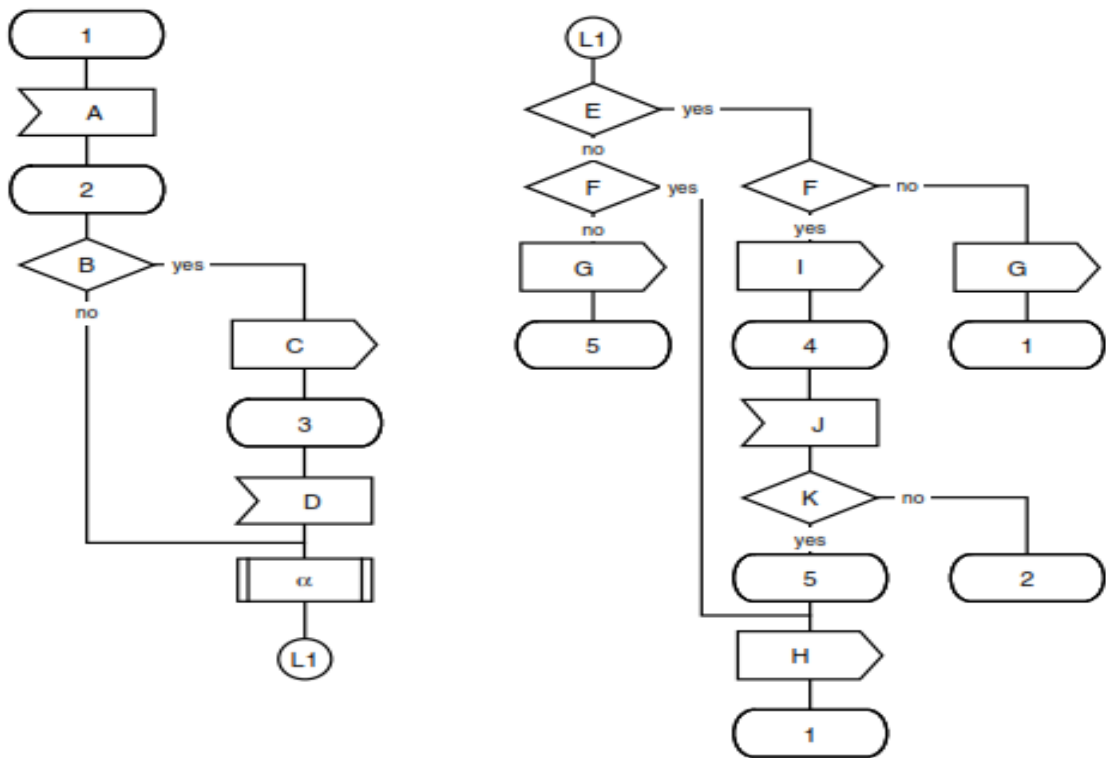 1
A
2
B
yes
no
C
3
D
α
L1
L1
E
yes
no
F
yes
no
G
5
F
no
yes
I
4
J
K
no
yes
5
H
1
G
1
2